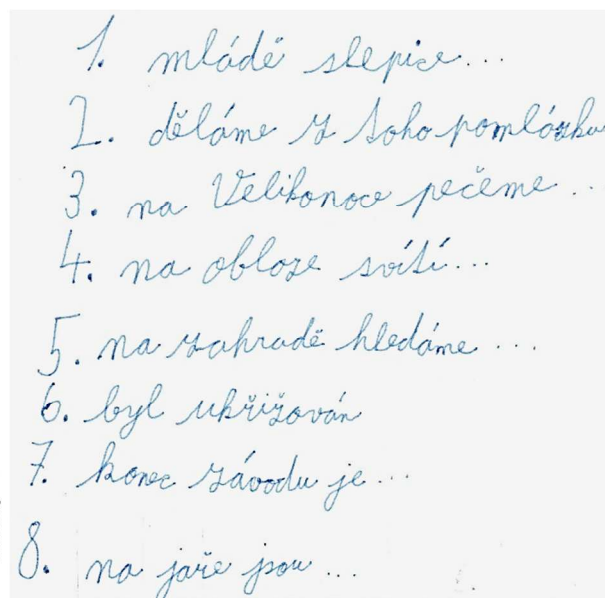 1. mládě slepice...
2. děláme z toho pomlázku
3. na Velikonoce pečeme...
4. na obloze svítí...
5. na zahradě hledáme...
6. byl ukřižován
7. konec závodu je...
8. na jaře jsou...